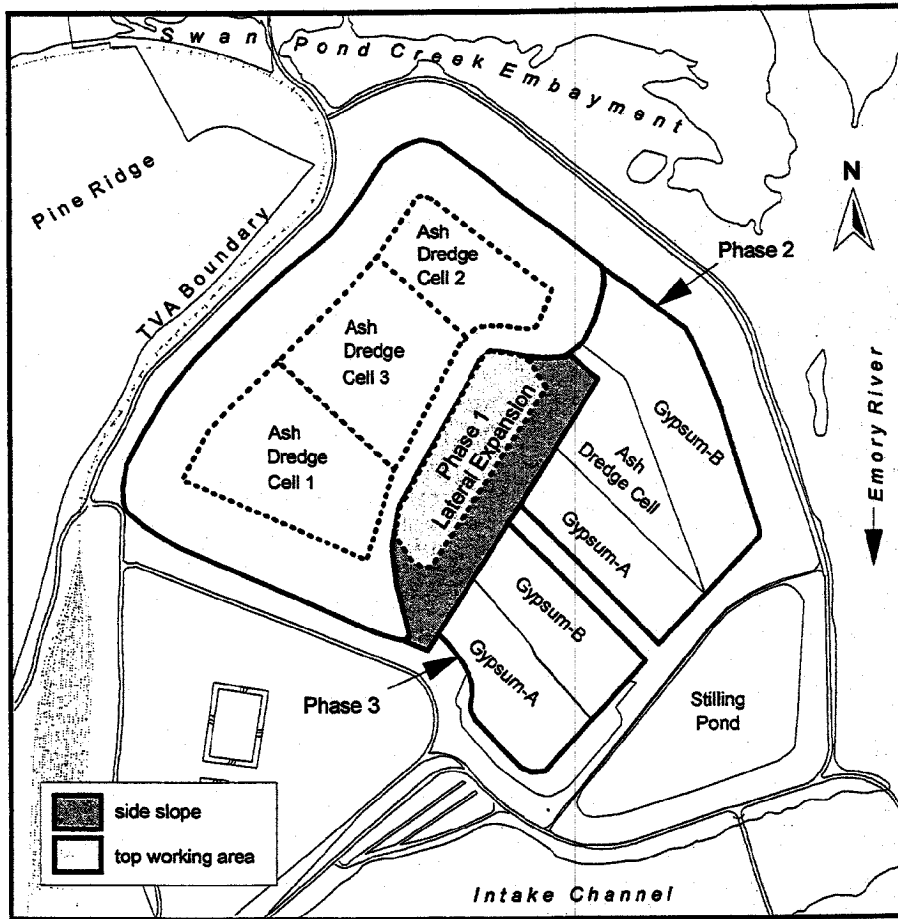 Swan Pond Creek Embayment
Pine Ridge
N
TVA Boundary
Phase 2
Ash
Dredge
Cell 2
Ash
Dredge
Cell 3
Ash
Dredge
Cell 1
Phase 1
Lateral Expansion
Gypsum-B
Ash
Dredge Cell
Gypsum-A
Emory River
Gypsum-B
Gypsum-A
Phase 3
Stilling
Pond
side slope
top working area
Intake Channel